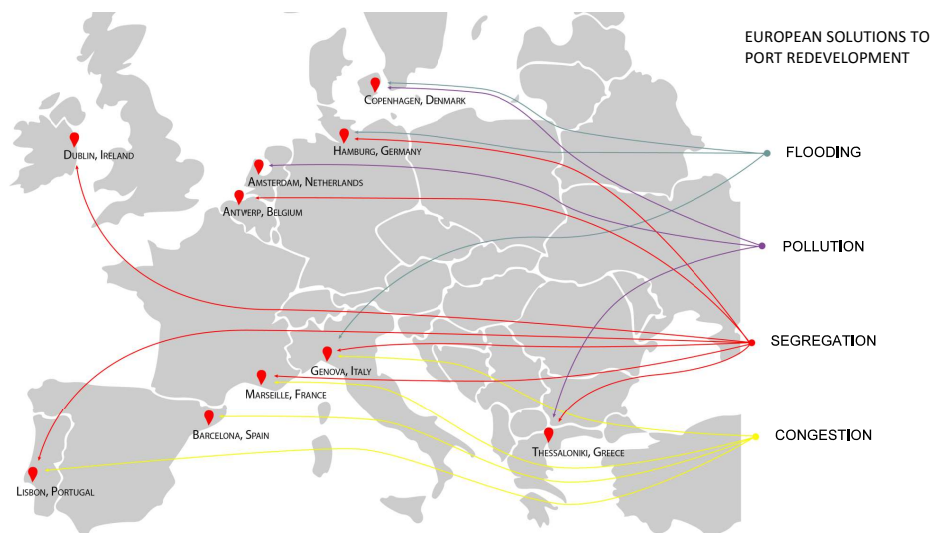 EUROPEAN SOLUTIONS TO
PORT REDEVELOPMENT
COPENHAGEN, DENMARK
DUBLIN, IRELAND
HAMBURG, GERMANY
FLOODING
AMSTERDAM, NETHERLANDS
ANTWERP, BELGIUM
POLLUTION
SEGREGATION
GENOVA, ITALY
MARSEILLE, FRANCE
BARCELONA, SPAIN
CONGESTION
THESSALONIKI, GREECE
LISBON, PORTUGAL